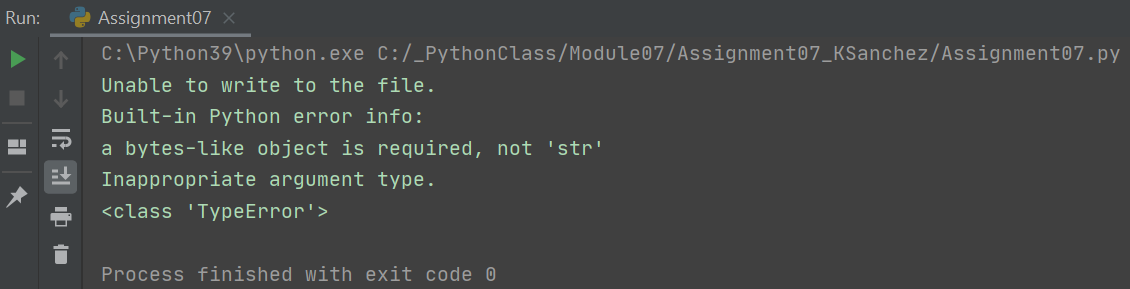 Run: Assignment07
C:\Python39\python.exe C:/_PythonClass/Module07/Assignment07_KSanchez/Assignment07.py
Unable to write to the file.
Built-in Python error info:
a bytes-like object is required, not 'str'
Inappropriate argument type.
<class 'TypeError'>
Process finished with exit code 0